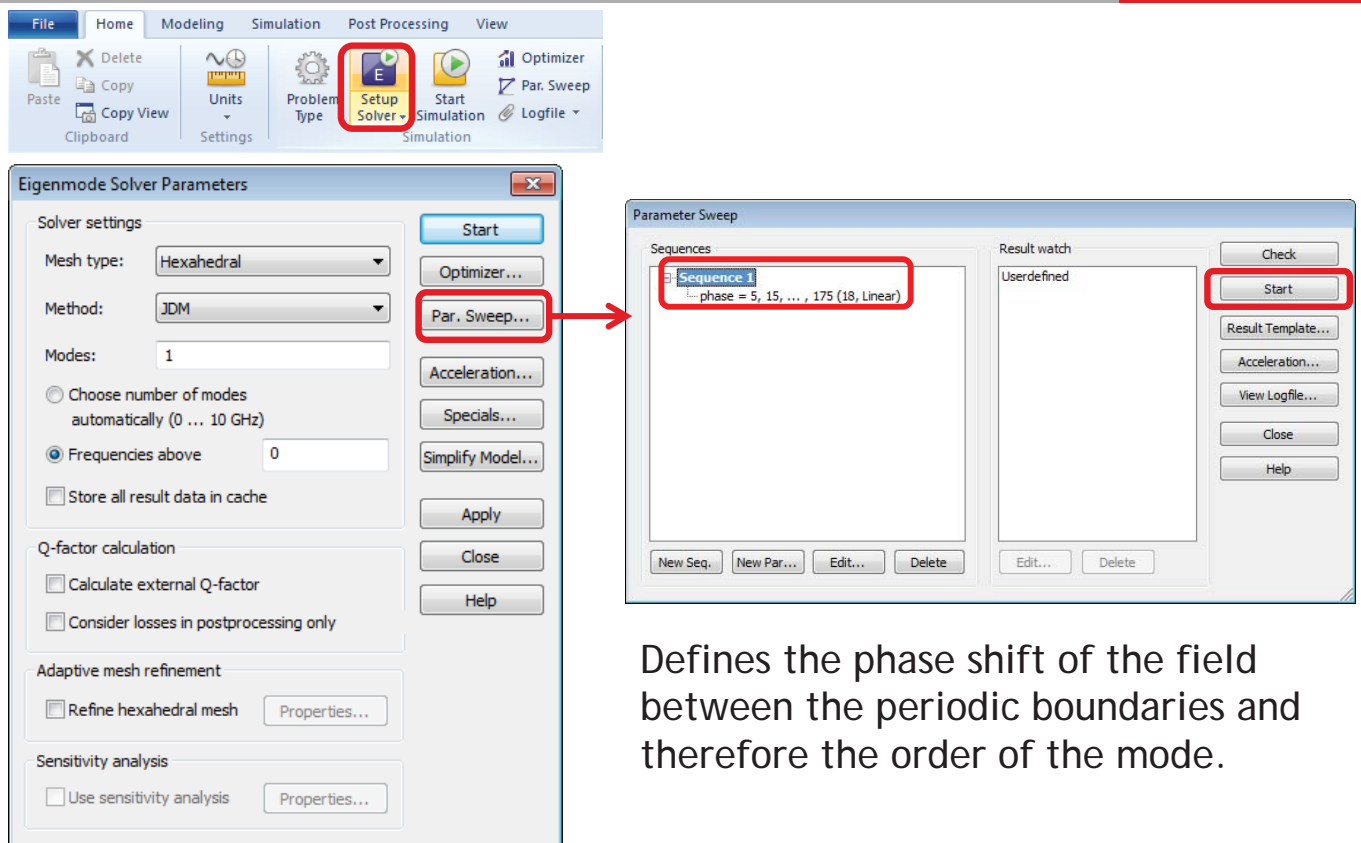 File Home Modeling Simulation Post Processing View
Delete
Copy
Copy View
Paste
Clipboard
Units
Settings
Problem
Type
E
Setup
Solver
Start
Simulation
Optimizer
Par. Sweep
Logfile
Simulation
Eigenmode Solver Parameters
Solver settings
Mesh type: Hexahedral
Method: JDM
Modes: 1
Choose number of modes
automatically (0 ... 10 GHz)
Frequencies above 0
Store all result data in cache
Q-factor calculation
Calculate external Q-factor
Consider losses in postprocessing only
Adaptive mesh refinement
Refine hexahedral mesh Properties...
Sensitivity analysis
Use sensitivity analysis Properties...
Start
Optimizer...
Par. Sweep...
Acceleration...
Specials...
Simplify Model...
Apply
Close
Help
Parameter Sweep
Sequences
Sequence 1
phase = 5, 15, ... , 175 (18, Linear)
New Seq. New Par... Edit... Delete
Result watch
Userdefined
Edit... Delete
Check
Start
Result Template...
Acceleration...
View Logfile...
Close
Help
Defines the phase shift of the field
between the periodic boundaries and
therefore the order of the mode.